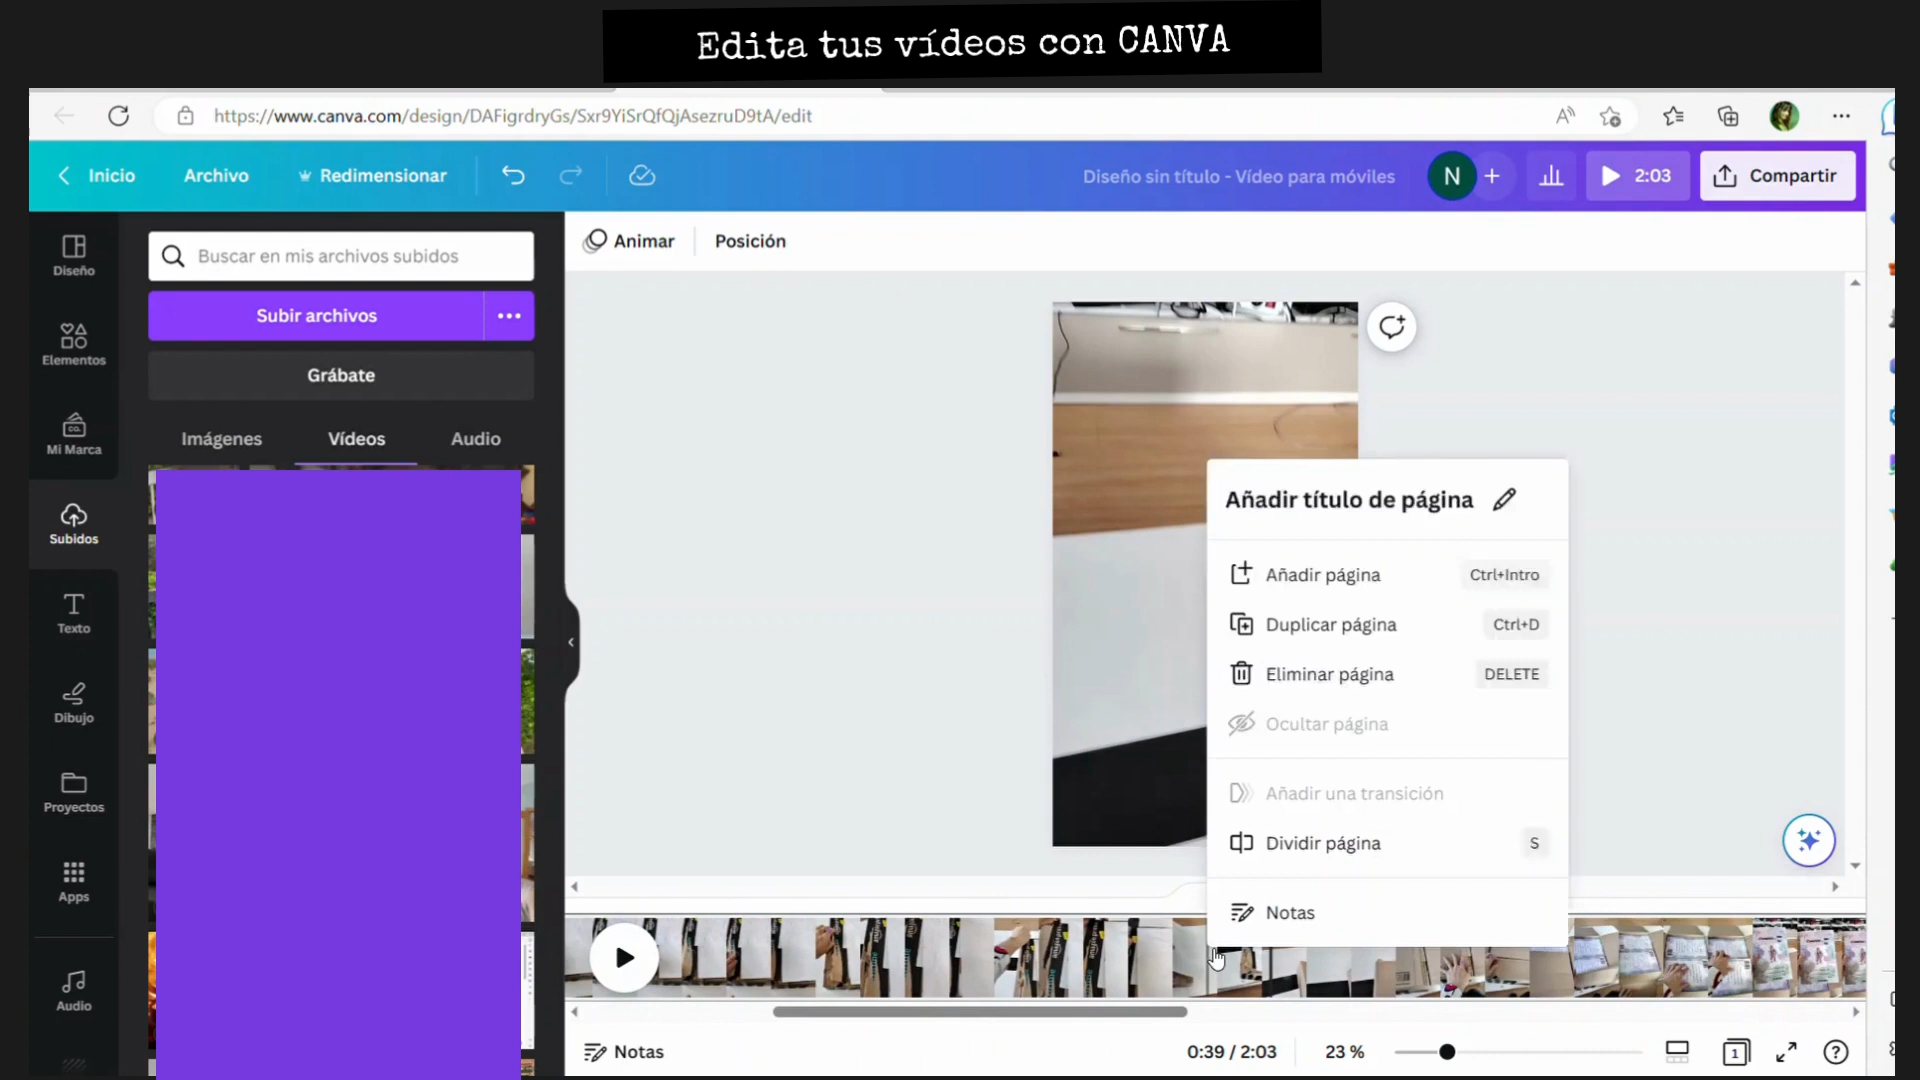 Edita tus vídeos con CANVA
https://www.canva.com/design/DAFigrdryGs/Sxr9YiSrQfQjAsezruD9tA/edit
Inicio
Archivo
Redimensionar
Diseño sin título - Vídeo para móviles
N
2:03
Compartir
Diseño
Elementos
CO.
Mi Marca
Subidos
Texto
Dibujo
Proyectos
Apps
Audio
Buscar en mis archivos subidos
Subir archivos
Grábate
Imágenes
Vídeos
Audio
Animar
Posición
Añadir título de página
Añadir página Ctrl+Intro
Duplicar página Ctrl+D
Eliminar página DELETE
Ocultar página
Añadir una transición
Dividir página S
Notas
Notas
0:39 / 2:03
23 %
1